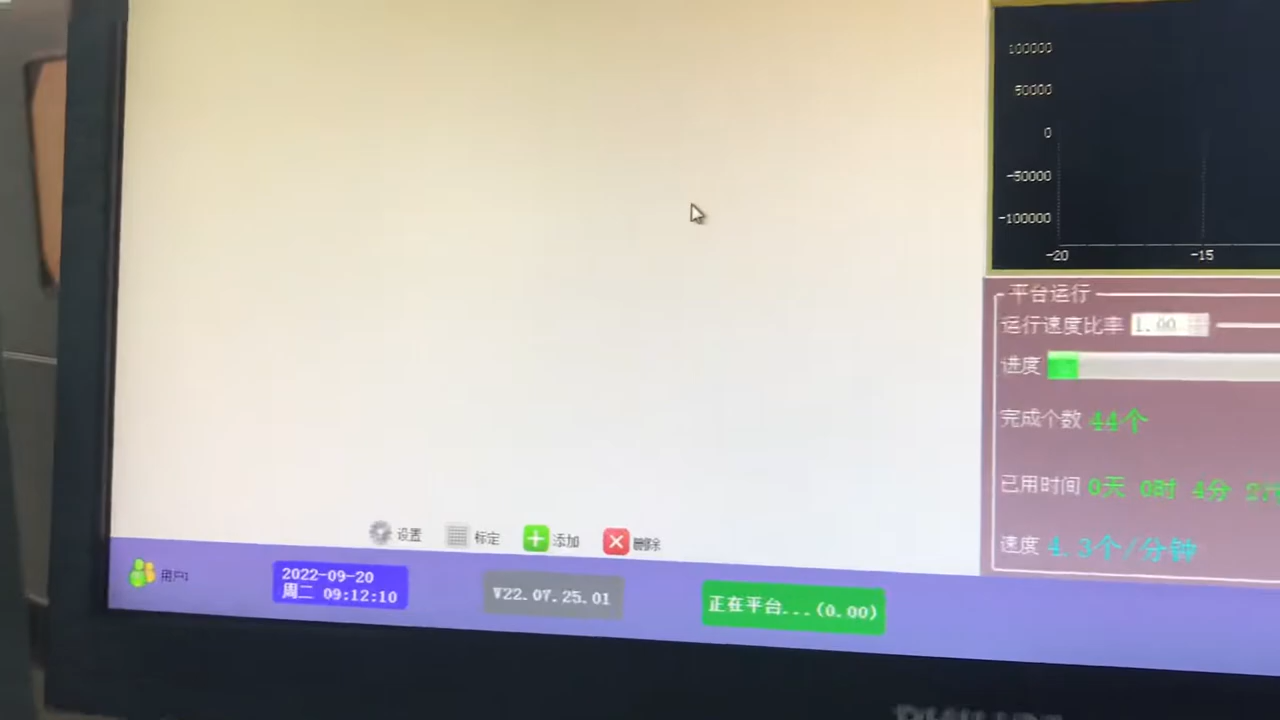 100000
50000
0
-50000
-100000
-20
-15
平台运行
运行速度比率 1.00
进度
完成个数 44个
已用时间 0天 0时 4分
速度 4.3个/分钟
设置
标定
添加
删除
用户1
2022-09-20
周二 09:12:10
V22.07.25.01
正在平台...(0.00)